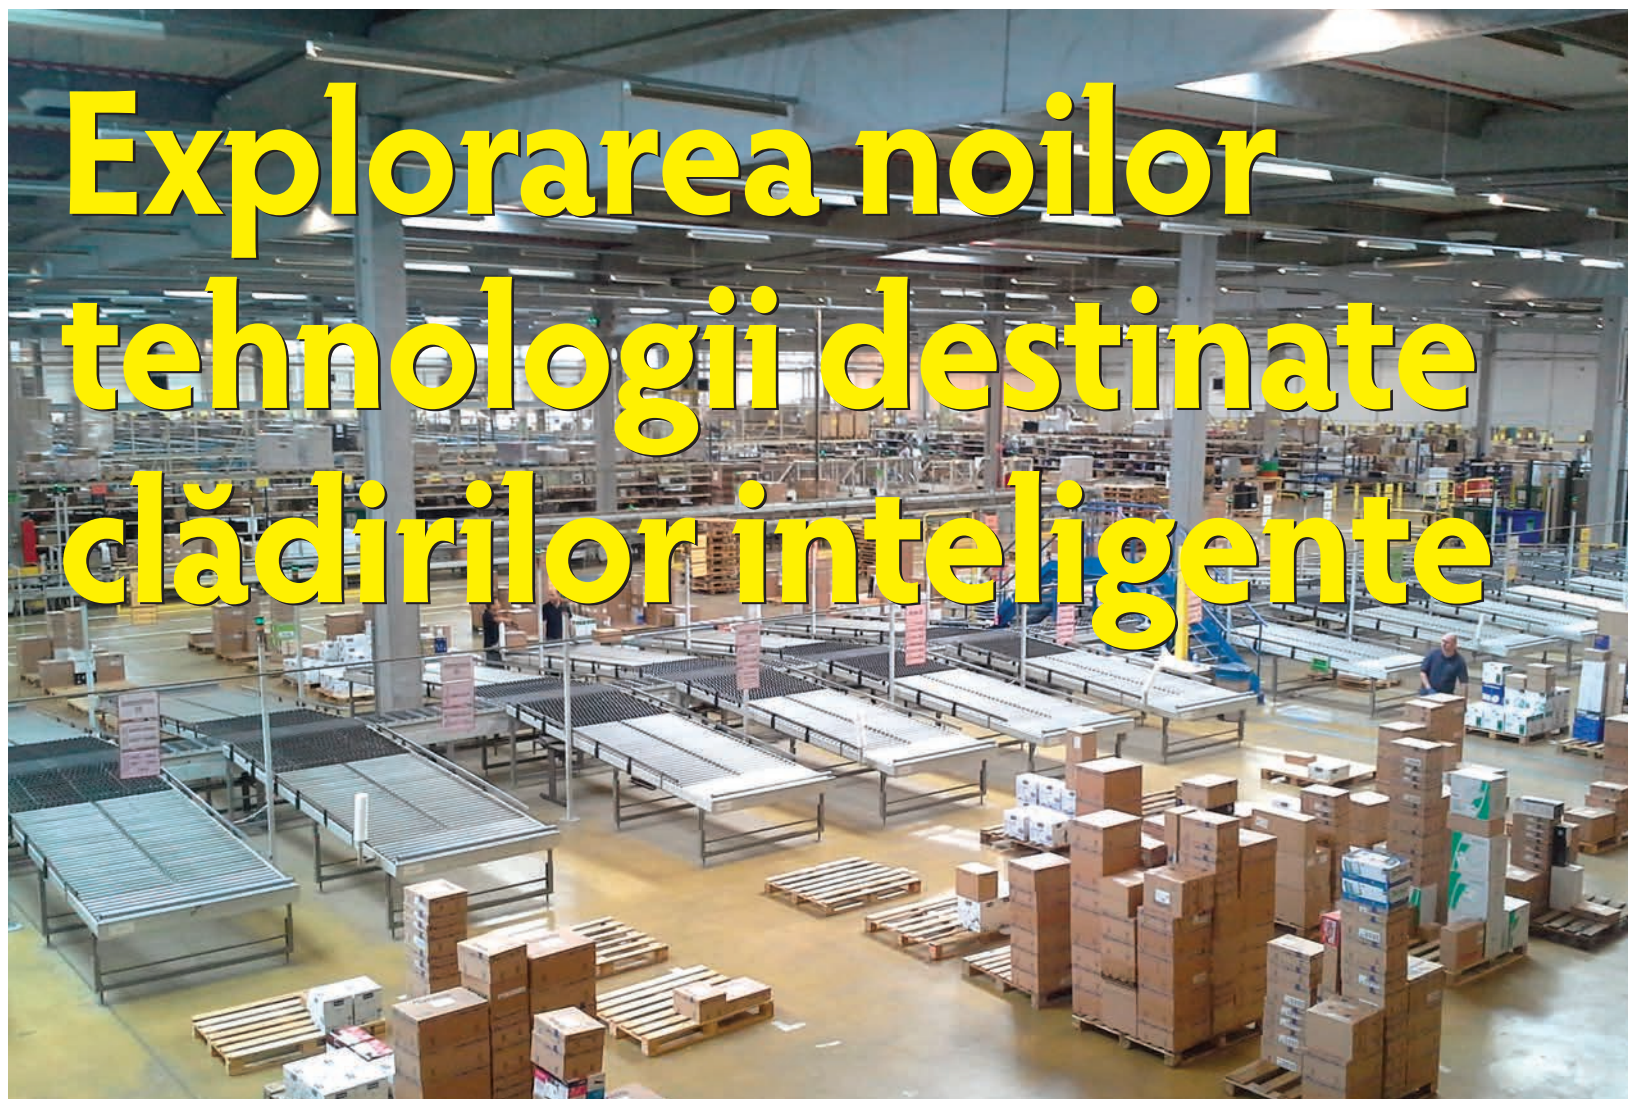 Explorarea noilor
tehnologii destinate
clădirilor inteligente